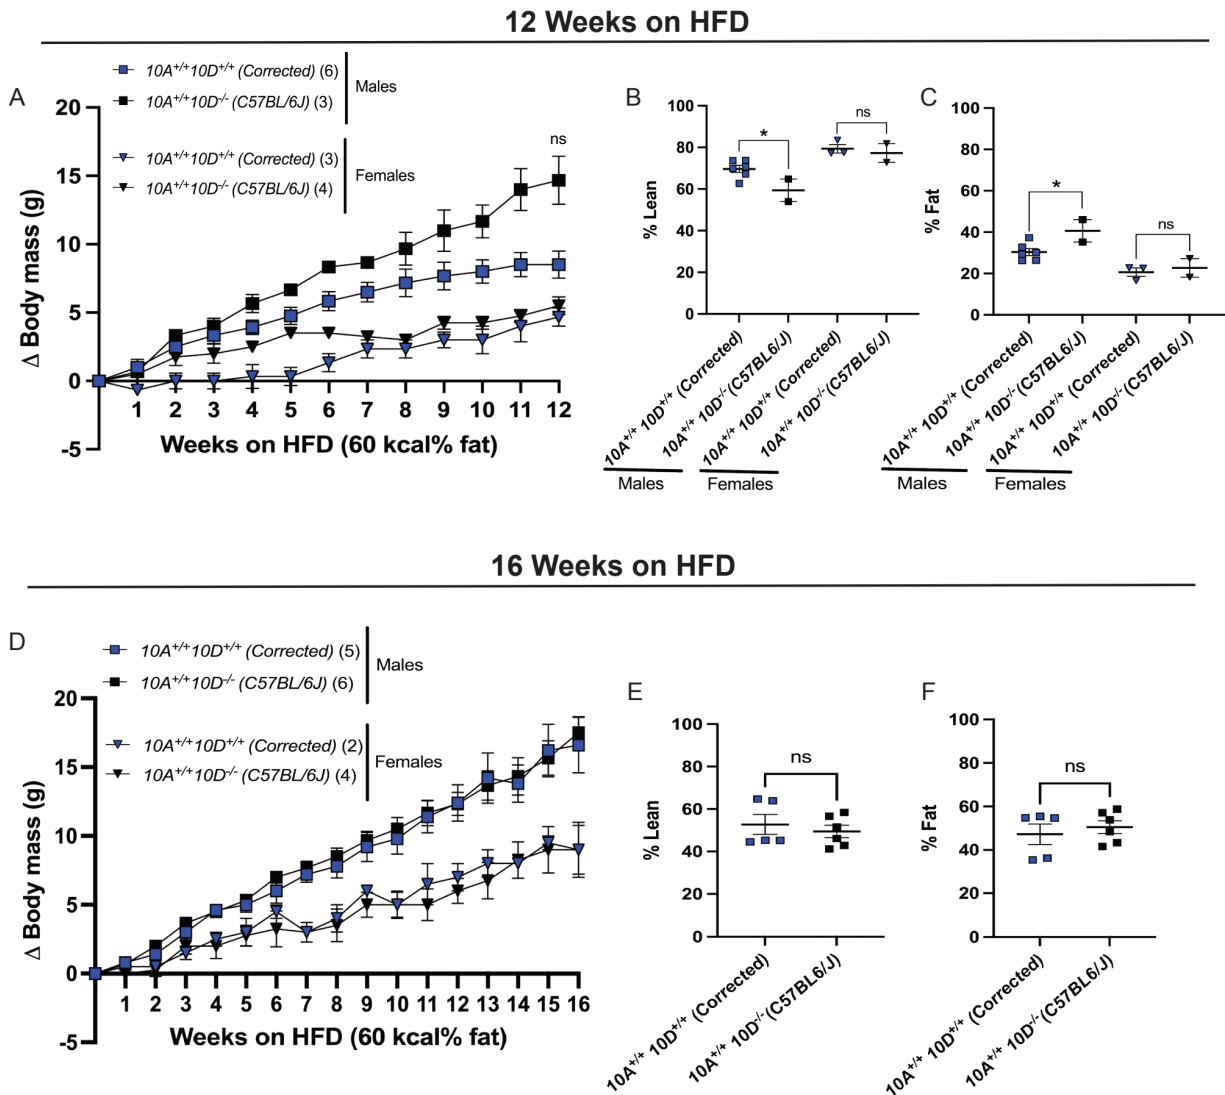 12 Weeks on HFD
A
10A+/+10D+/+ (Corrected) (6)
10A+/+10D-/- (C57BL/6J) (3)
Males
10A+/+10D+/+ (Corrected) (3)
10A+/+10D-/- (C57BL/6J) (4)
Females
Δ Body mass (g)
20
15
10
5
0
-5
ns
1 2 3 4 5 6 7 8 9 10 11 12
Weeks on HFD (60 kcal% fat)
B
% Lean
100
80
60
40
20
0
*
ns
10A+/+ 10D+/+ (Corrected)
10A+/+ 10D-/- (C57BL6/J)
10A+/+ 10D+/+ (Corrected)
10A+/+ 10D-/- (C57BL6/J)
Males
Females
C
% Fat
100
80
60
40
20
0
*
ns
10A+/+ 10D+/+ (Corrected)
10A+/+ 10D-/- (C57BL6/J)
10A+/+ 10D+/+ (Corrected)
10A+/+ 10D-/- (C57BL6/J)
Males
Females
16 Weeks on HFD
D
10A+/+10D+/+ (Corrected) (5)
10A+/+10D-/- (C57BL/6J) (6)
Males
10A+/+10D+/+ (Corrected) (2)
10A+/+10D-/- (C57BL/6J) (4)
Females
Δ Body mass (g)
20
15
10
5
0
-5
1 2 3 4 5 6 7 8 9 10 11 12 13 14 15 16
Weeks on HFD (60 kcal% fat)
E
% Lean
100
80
60
40
20
0
ns
10A+/+ 10D+/+ (Corrected)
10A+/+ 10D-/- (C57BL6/J)
F
% Fat
100
80
60
40
20
0
ns
10A+/+ 10D+/+ (Corrected)
10A+/+ 10D-/- (C57BL6/J)